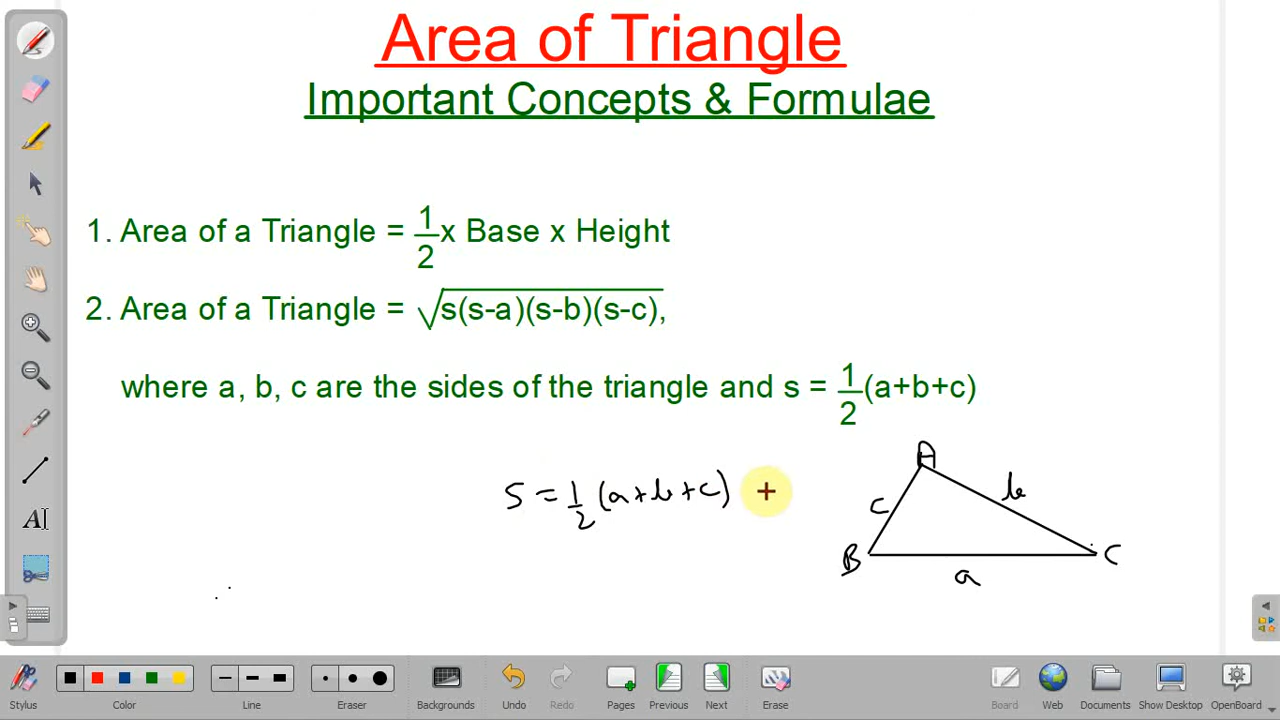 Area of Triangle
Important Concepts & Formulae
1. Area of a Triangle = 1/2 x Base x Height
2. Area of a Triangle = √s(s-a)(s-b)(s-c),
where a, b, c are the sides of the triangle and s = 1/2(a+b+c)
S = 1/2 (a+b+c)
A
b
c
B
C
a
Stylus
Color
Line
Eraser
Backgrounds
Undo
Redo
Pages
Previous
Next
Erase
Board
Web
Documents
Show Desktop
OpenBoard